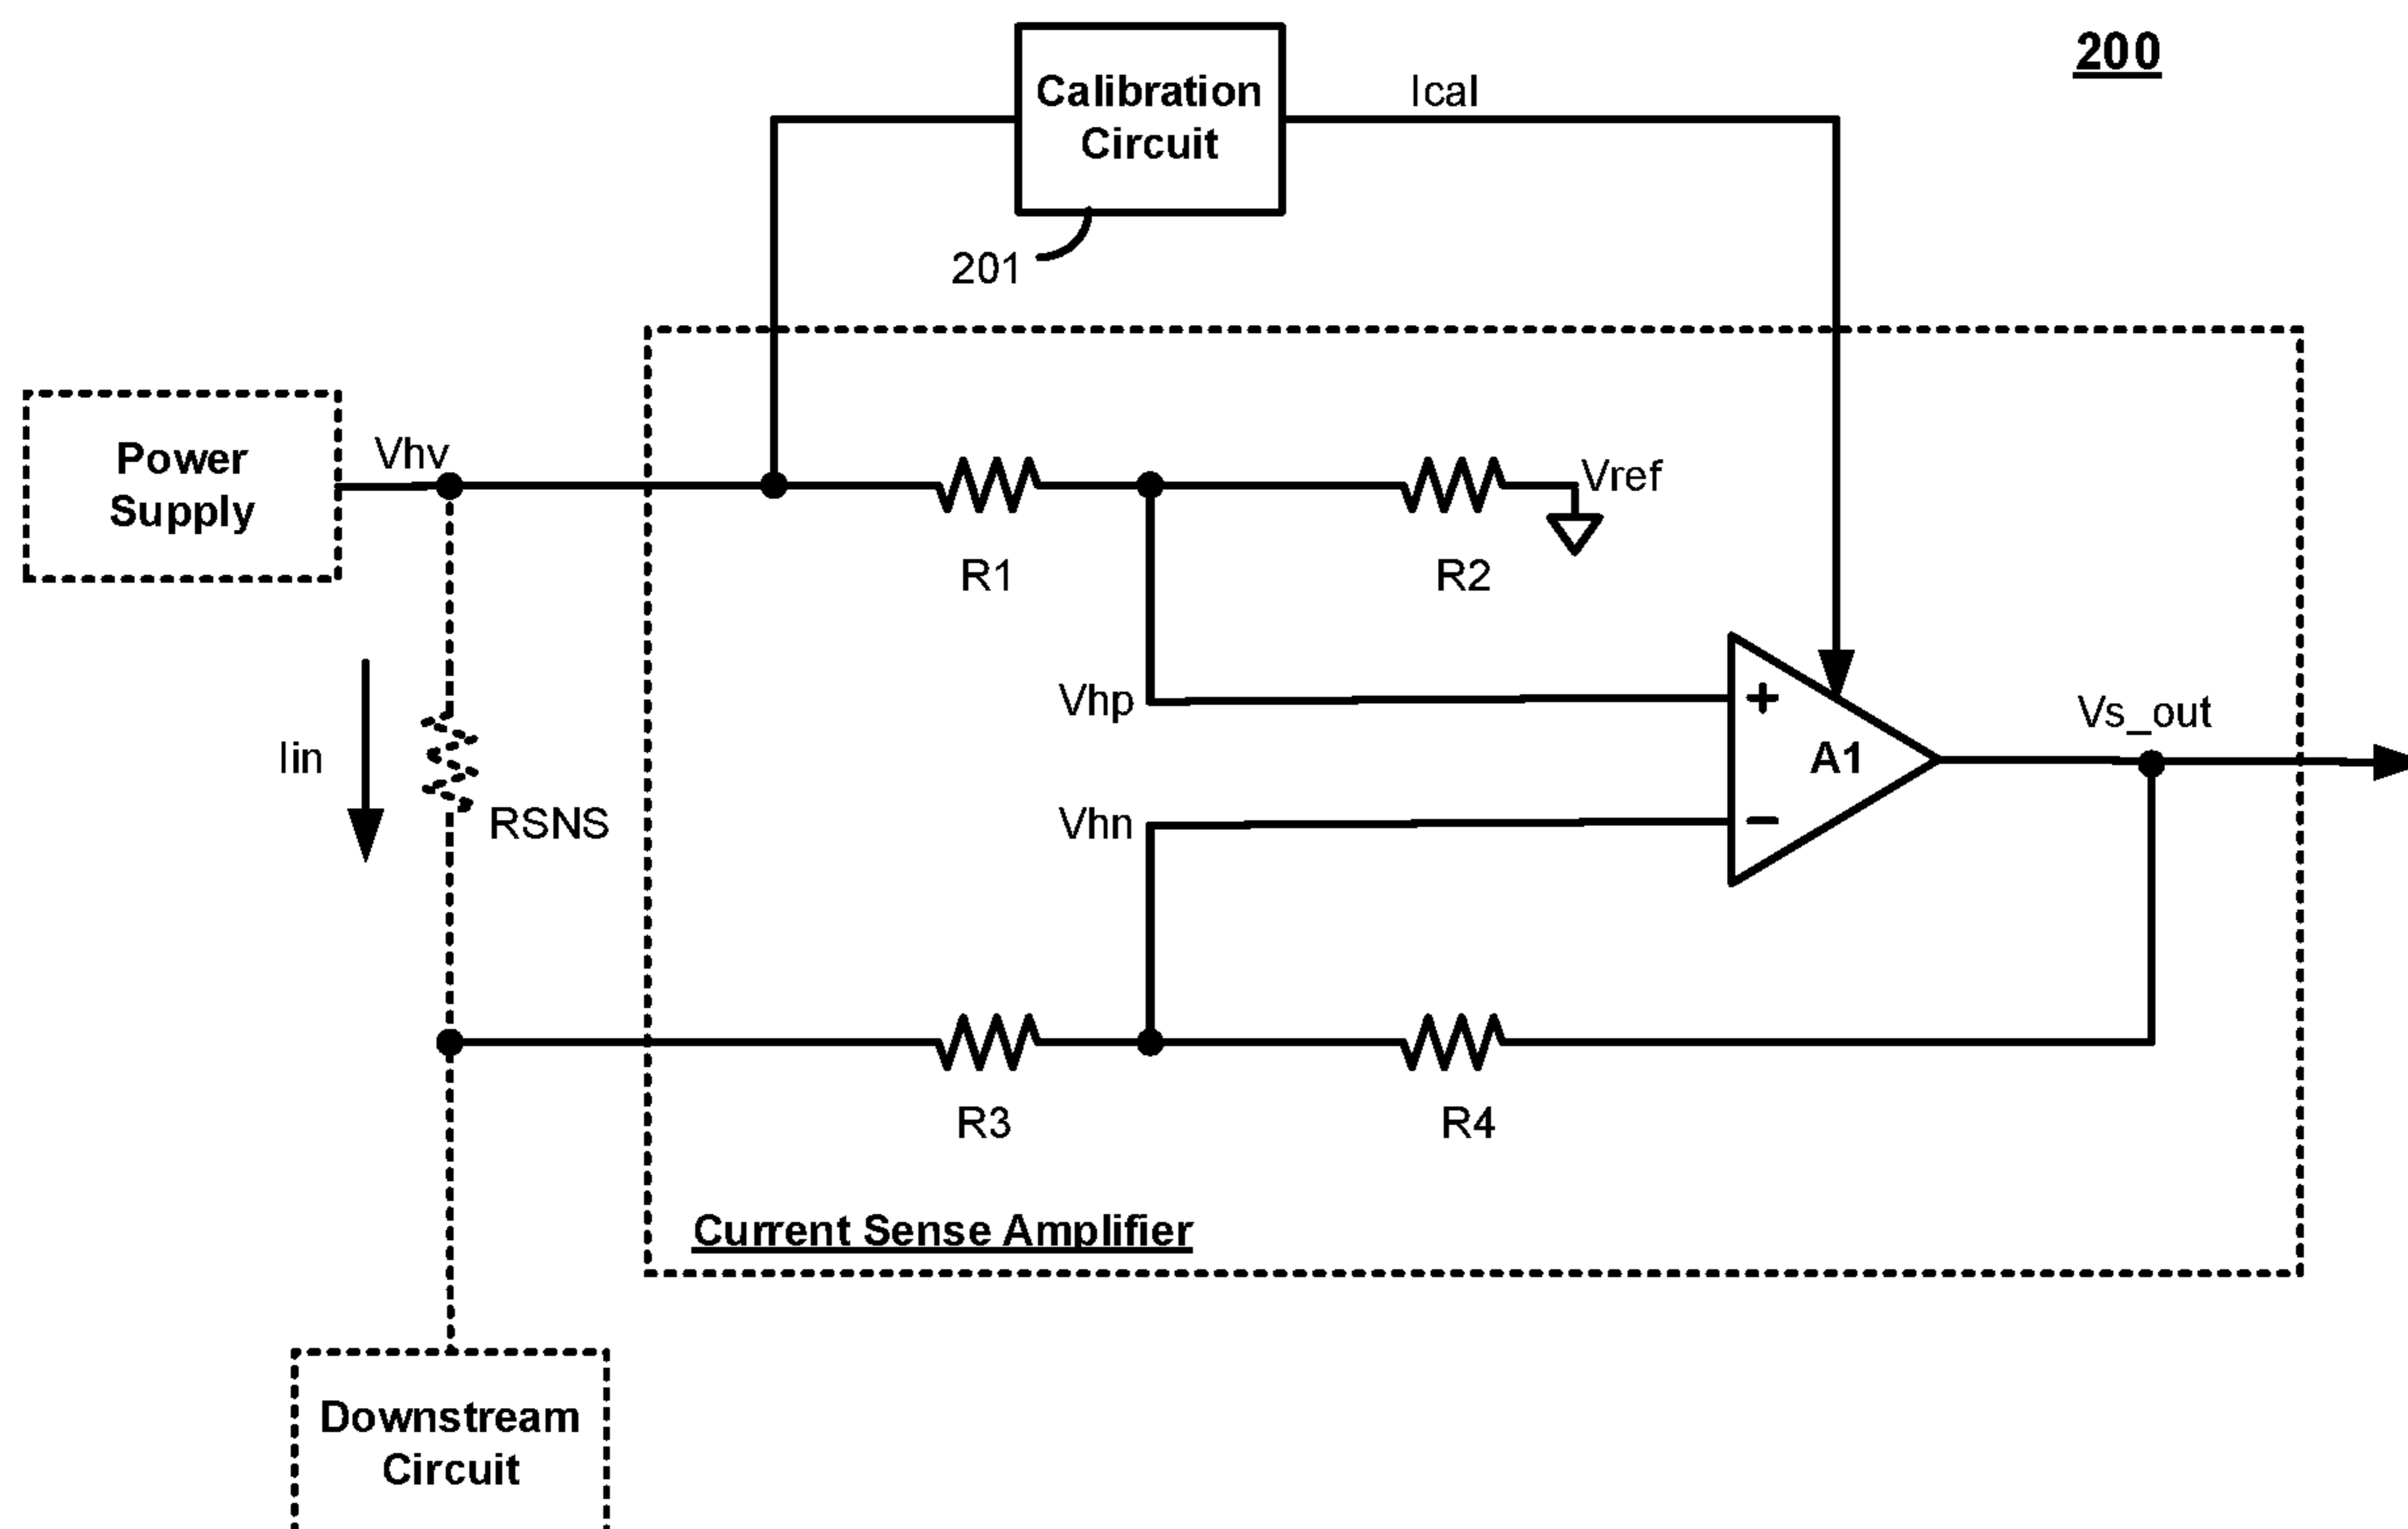 200
Calibration
Circuit
Ical
201
Power
Supply
Vhv
Vref
R1
R2
Vhp
+
Vs_out
Iin
A1
RSNS
Vhn
−
R3
R4
Current Sense Amplifier
Downstream
Circuit